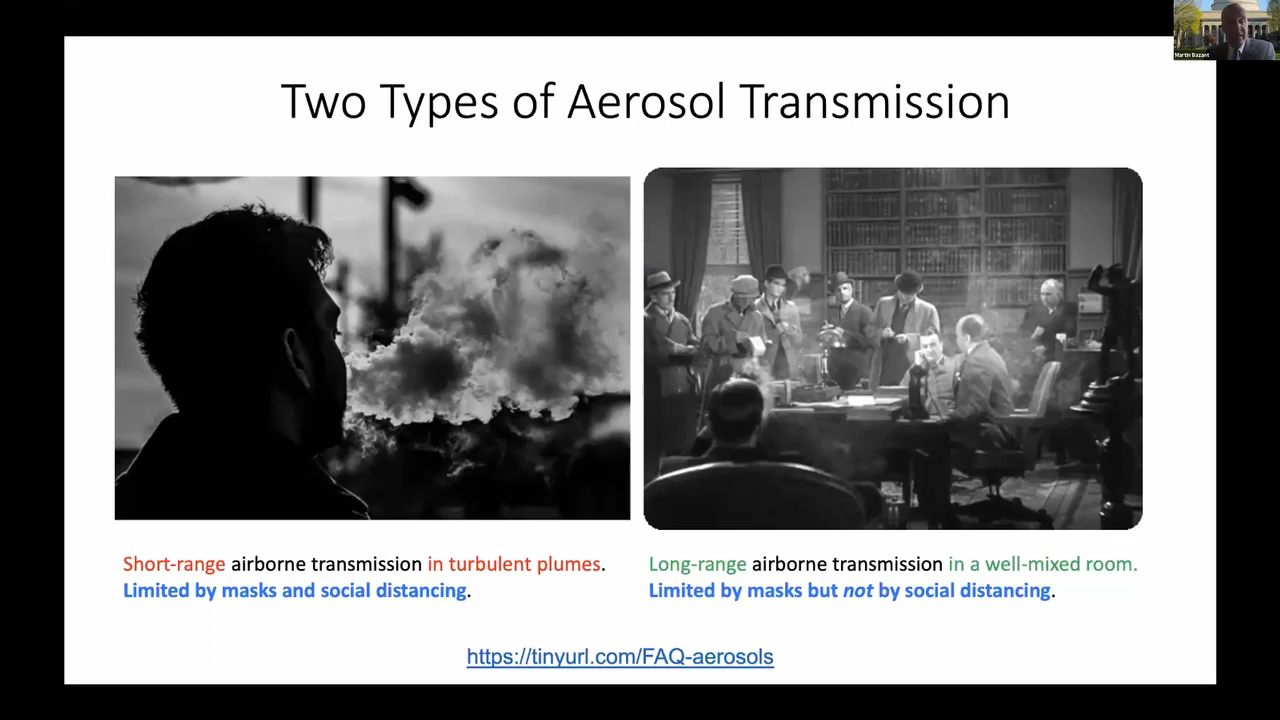 Martin Bazant
Two Types of Aerosol Transmission
Short-range airborne transmission in turbulent plumes.
Limited by masks and social distancing.
Long-range airborne transmission in a well-mixed room.
Limited by masks but not by social distancing.
https://tinyurl.com/FAQ-aerosols